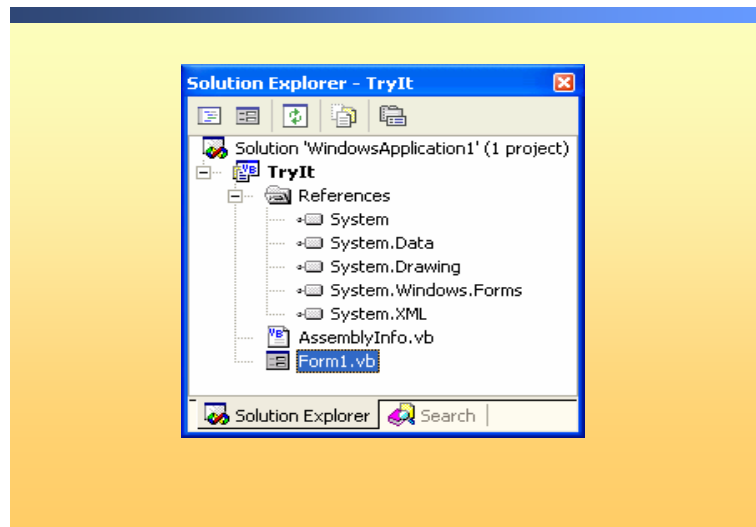 Solution Explorer - TryIt
Solution 'WindowsApplication1' (1 project)
TryIt
References
System
System.Data
System.Drawing
System.Windows.Forms
System.XML
AssemblyInfo.vb
Form1.vb
Solution Explorer Search